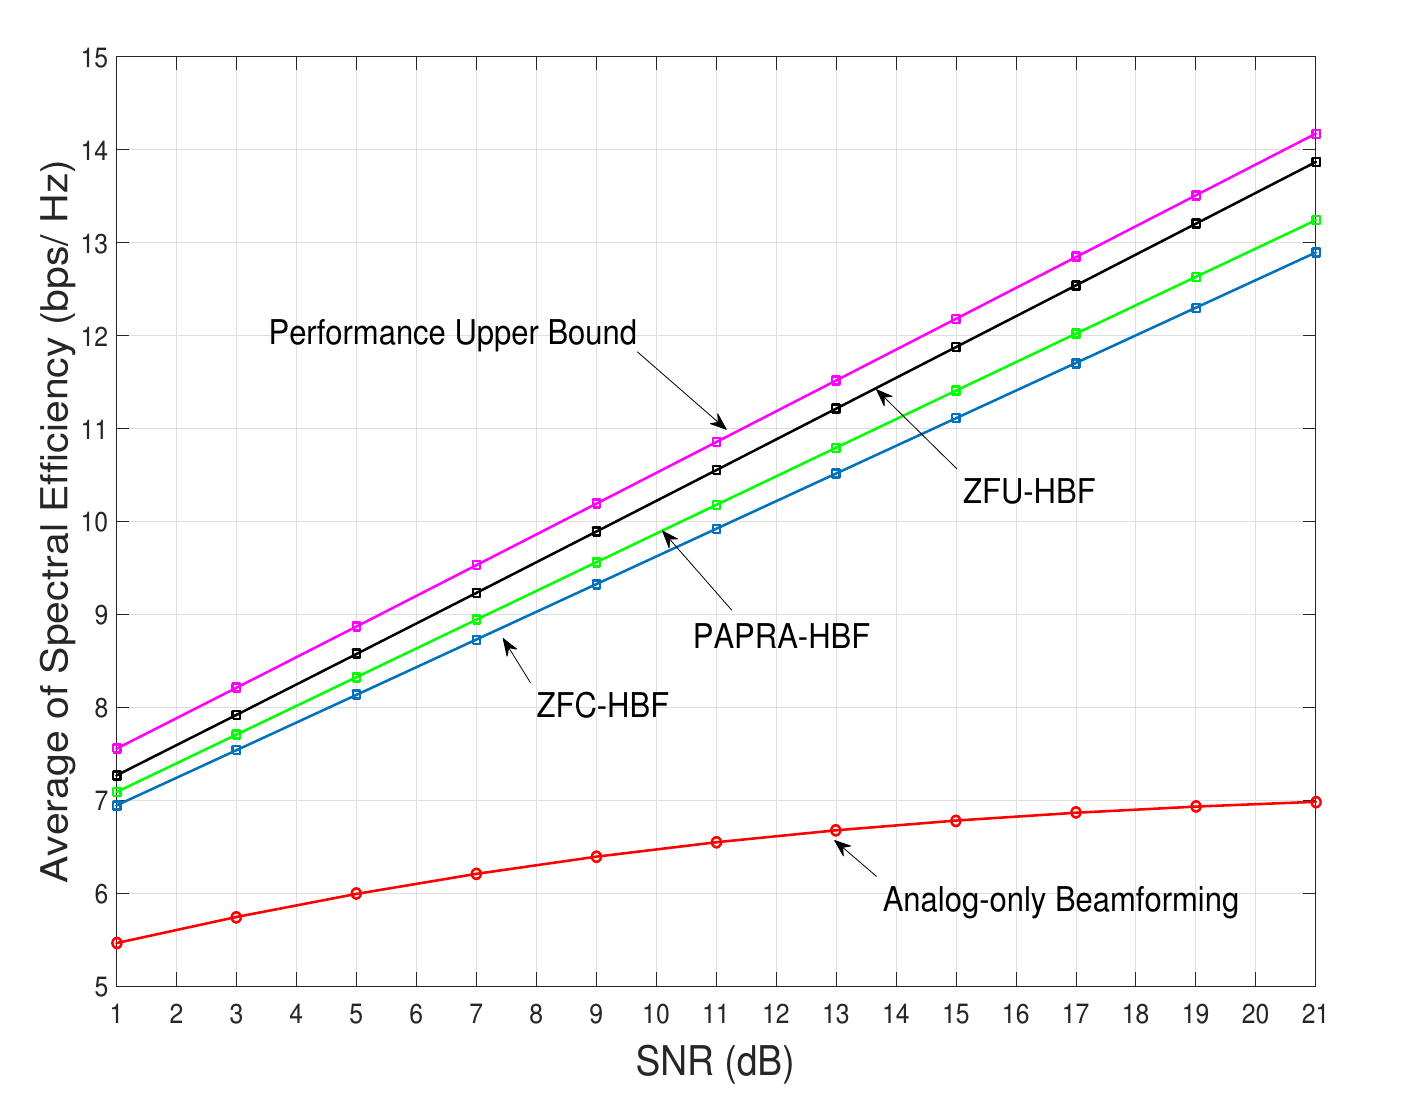 15
14
13
12
11
10
9
8
7
6
5
Average of Spectral Efficiency (bps/ Hz)
Performance Upper Bound
ZFU-HBF
PAPRA-HBF
ZFC-HBF
Analog-only Beamforming
1 2 3 4 5 6 7 8 9 10 11 12 13 14 15 16 17 18 19 20 21
SNR (dB)